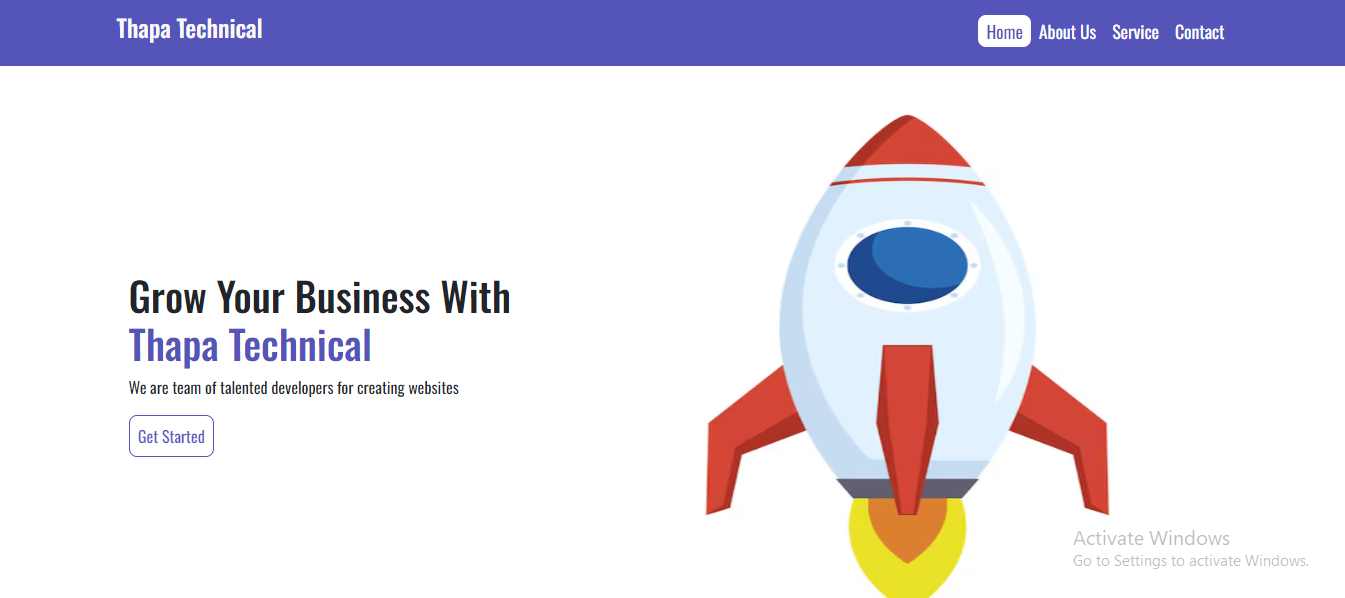 Thapa Technical
Home About Us Service Contact
Grow Your Business With
Thapa Technical
We are team of talented developers for creating websites
Get Started
Activate Windows
Go to Settings to activate Windows.